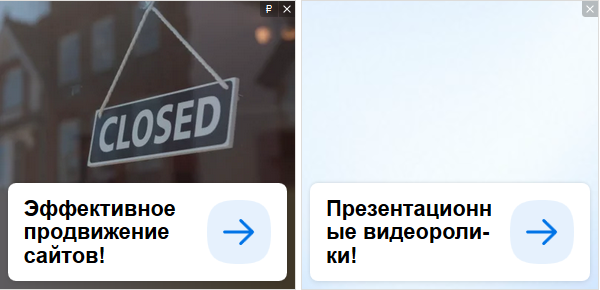 ₽
CLOSED
Эффективное
продвижение
сайтов!
Презентационн
ые видеороли-
ки!